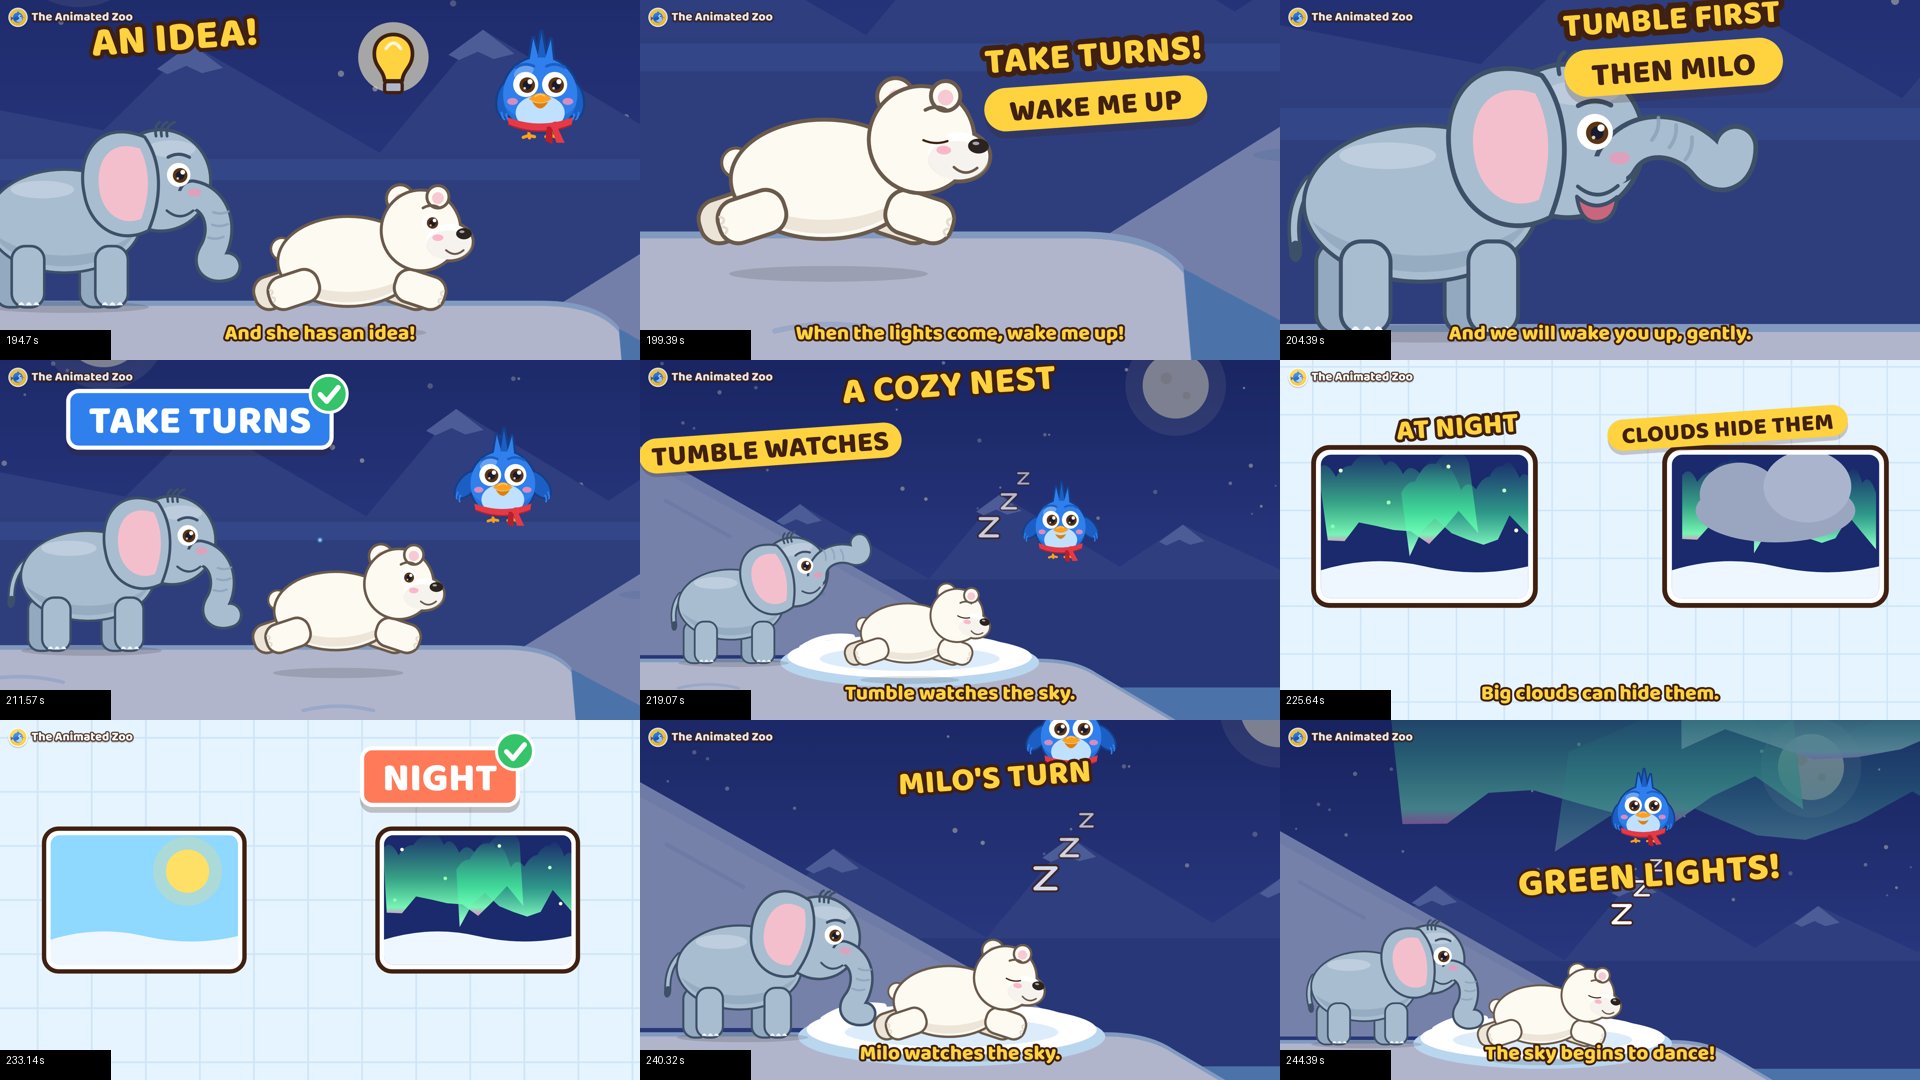 The Animated Zoo
AN IDEA!
And she has an idea!
194.7 s
The Animated Zoo
TAKE TURNS!
WAKE ME UP
When the lights come, wake me up!
199.39 s
The Animated Zoo
TUMBLE FIRST
THEN MILO
And we will wake you up, gently.
204.39 s
The Animated Zoo
TAKE TURNS
211.57 s
The Animated Zoo
A COZY NEST
TUMBLE WATCHES
Z
Z
Z
Tumble watches the sky.
219.07 s
The Animated Zoo
AT NIGHT
CLOUDS HIDE THEM
Big clouds can hide them.
225.64 s
The Animated Zoo
NIGHT
233.14 s
The Animated Zoo
MILO'S TURN
Z
Z
Z
Milo watches the sky.
240.32 s
The Animated Zoo
GREEN LIGHTS!
Z
Z
Z
The sky begins to dance!
244.39 s